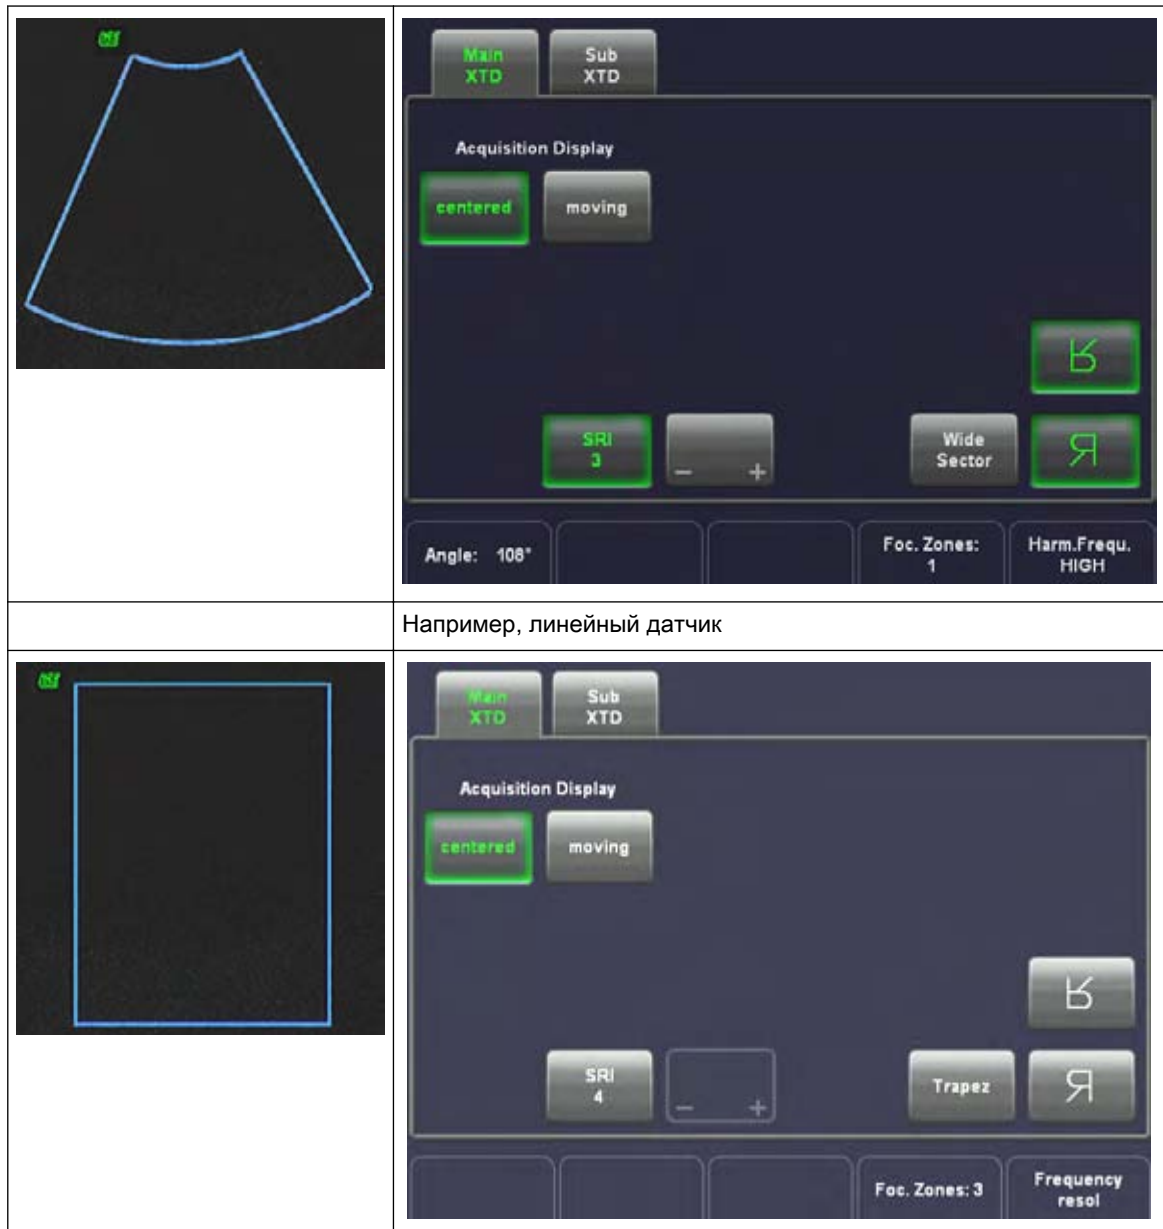 Main
XTD
Sub
XTD
Acquisition Display
centered
moving
R
SRI
3
- +
Wide
Sector
Я
Angle: 108°
Foc. Zones:
1
Harm.Frequ.
HIGH
Например, линейный датчик
Main
XTD
Sub
XTD
Acquisition Display
centered
moving
R
SRI
4
- +
Trapez
Я
Foc. Zones: 3
Frequency
resol